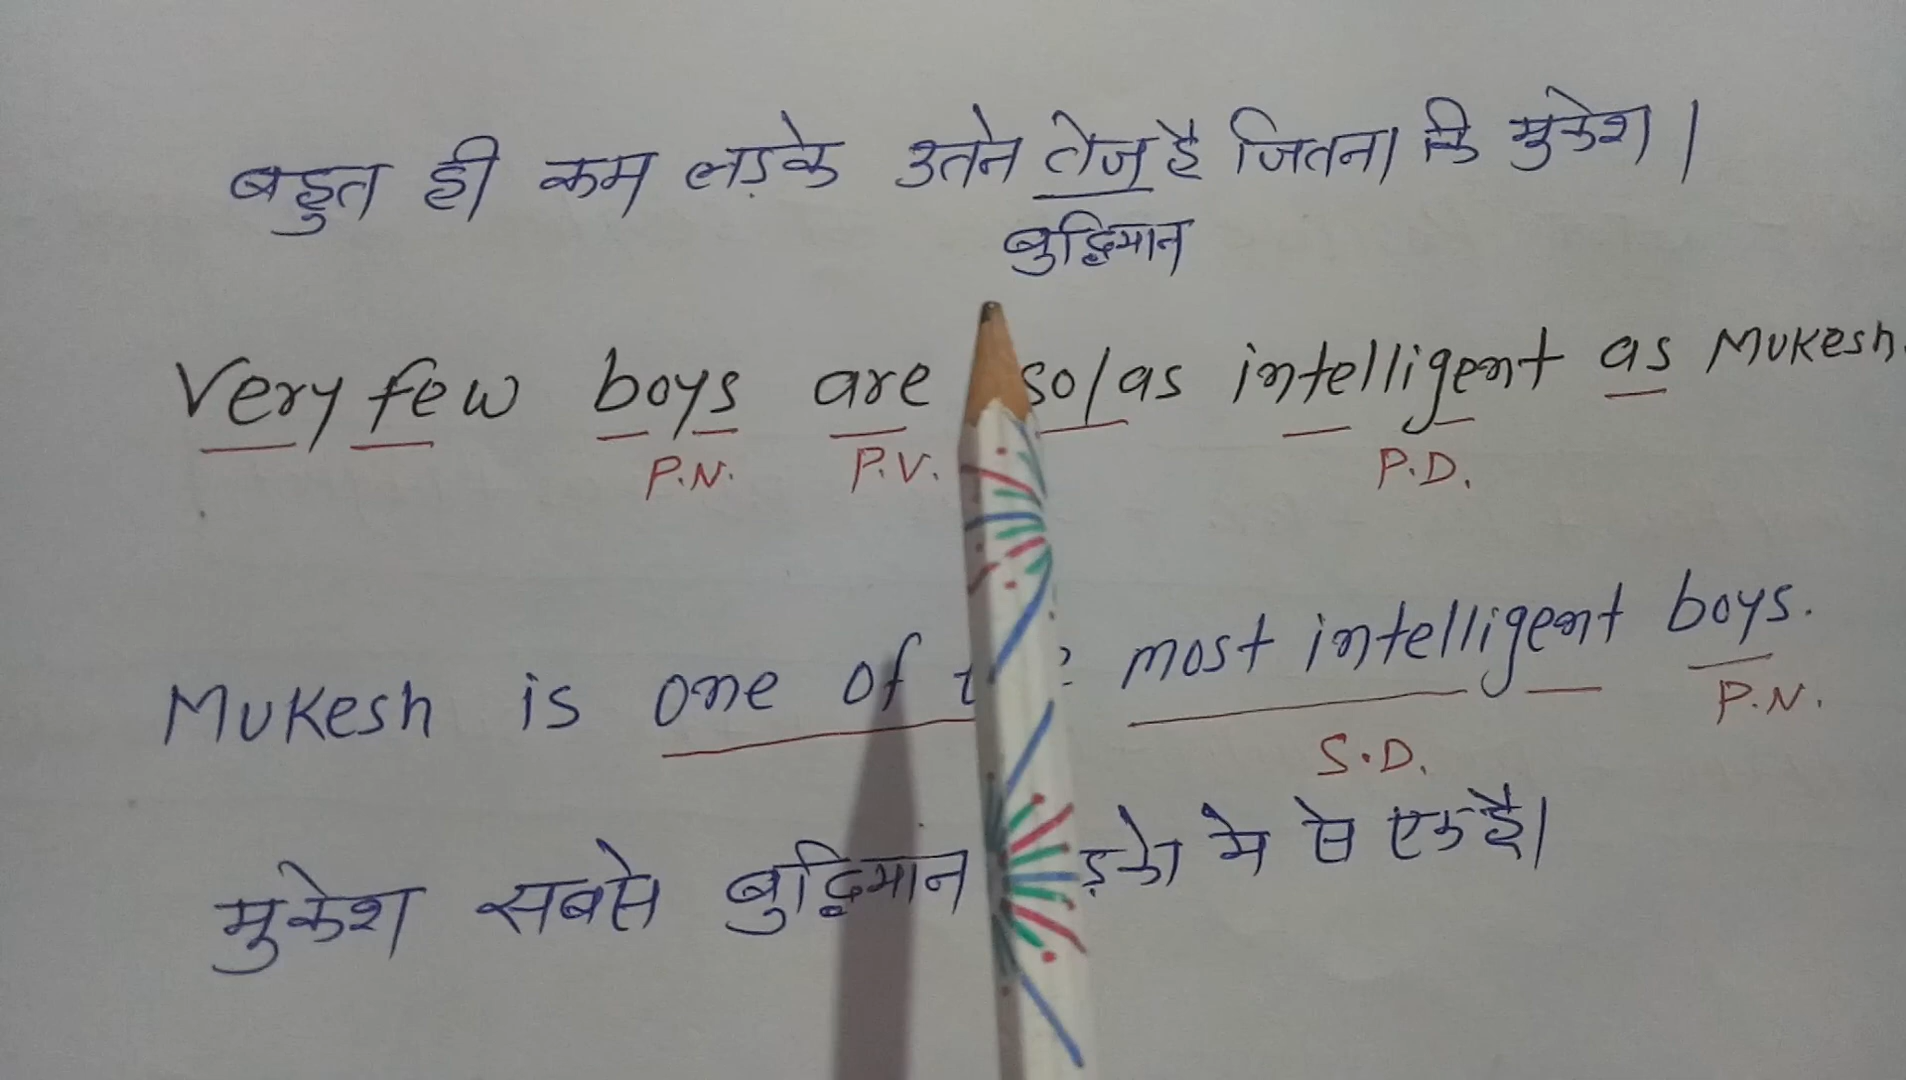 बहुत ही कम लड़के उतने तेज है जितना कि मुकेश।
बुद्धिमान
Very few boys are so/as intelligent as Mukesh.
P.N. P.V. P.D.
Mukesh is one of most intelligent boys.
S.D. P.N.
मुकेश सबसे बुद्धिमान में से एक है।